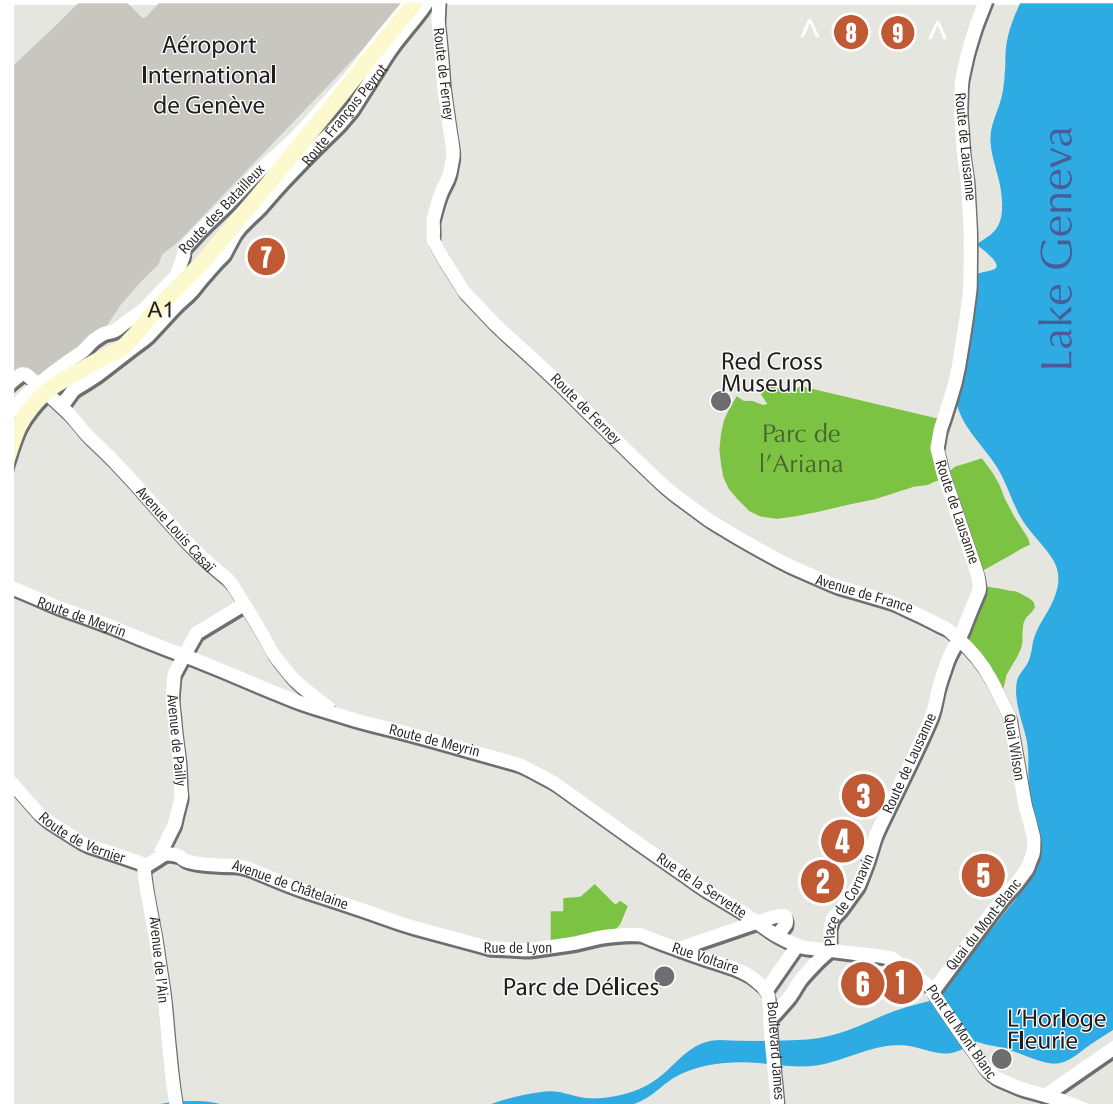 Aéroport
International
de Genève
^ 8 9 ^
Route de Ferney
Route François Peyrot
Route de Lausanne
Lake Geneva
Route des Batailleux
7
A1
Red Cross
Museum
Route de Ferney
Parc de
l'Ariana
Route de Lausanne
Avenue Louis Casaï
Avenue de France
Route de Meyrin
Avenue de Pailly
Route de Meyrin
Route de Lausanne
Quai Wilson
3
Route de Vernier
4
Rue de la Servette
2
5
Avenue de Châtelaine
Place de Cornavin
Quai du Mont-Blanc
Avenue de l'Ain
Rue de Lyon
Rue Voltaire
Parc de Délices
6
1
Boulevard James
Pont du Mont Blanc
L'Horloge
Fleurie